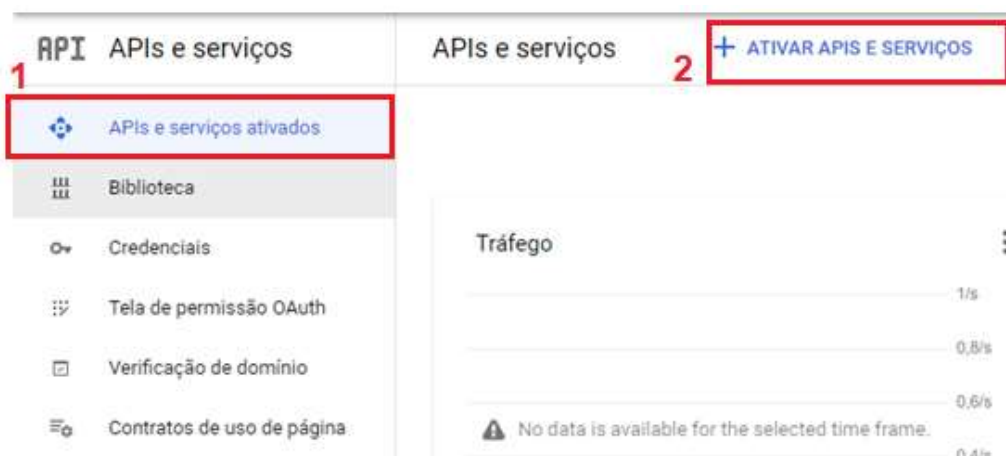 API APIs e serviços
1
APIs e serviços ativados
Biblioteca
Credenciais
Tela de permissão OAuth
Verificação de domínio
Contratos de uso de página
APIs e serviços
2
+ ATIVAR APIS E SERVIÇOS
Tráfego
1/s
0,8/s
0,6/s
No data is available for the selected time frame.
0,4/s